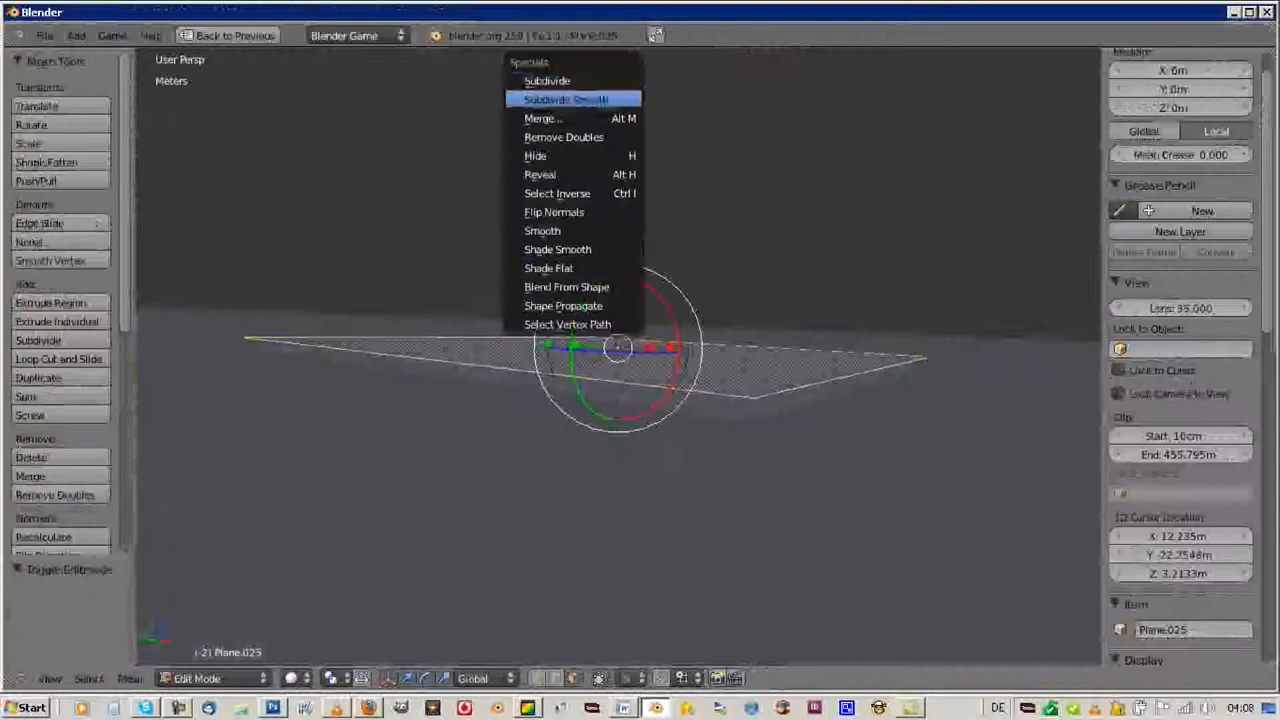 Blender
File Add Game Help Back to Previous Blender Game
Mesh Tools
Transform:
Translate
Rotate
Scale
Shrink/Fatten
Push/Pull
Deform:
Edge Slide
Noise
Smooth Vertex
Add:
Extrude Region
Extrude Individual
Subdivide
Loop Cut and Slide
Duplicate
Spin
Screw
Remove:
Delete
Merge
Remove Doubles
Normals:
Recalculate
Flip Direction
Toggle Editmode
User Persp
Meters
Specials
Subdivide
Subdivide Smooth
Merge... Alt M
Remove Doubles
Hide H
Reveal Alt H
Select Inverse Ctrl I
Flip Normals
Smooth
Shade Smooth
Shade Flat
Blend From Shape
Shape Propagate
Select Vertex Path
(-2) Plane.025
Median:
X: 0m
Y: 0m
Z: 0m
Global Local
Mean Crease: 0.000
Grease Pencil
New
New Layer
Delete Frame Convert
View
Lens: 35.000
Lock to Object:
Lock to Cursor
Lock Camera to View
Clip:
Start: 10cm
End: 455.795m
3D Cursor Location
X: 12.235m
Y: -22.2548m
Z: 3.2133m
Item
Plane.025
Display
View Select Mesh Edit Mode Global
Start DE 04:08